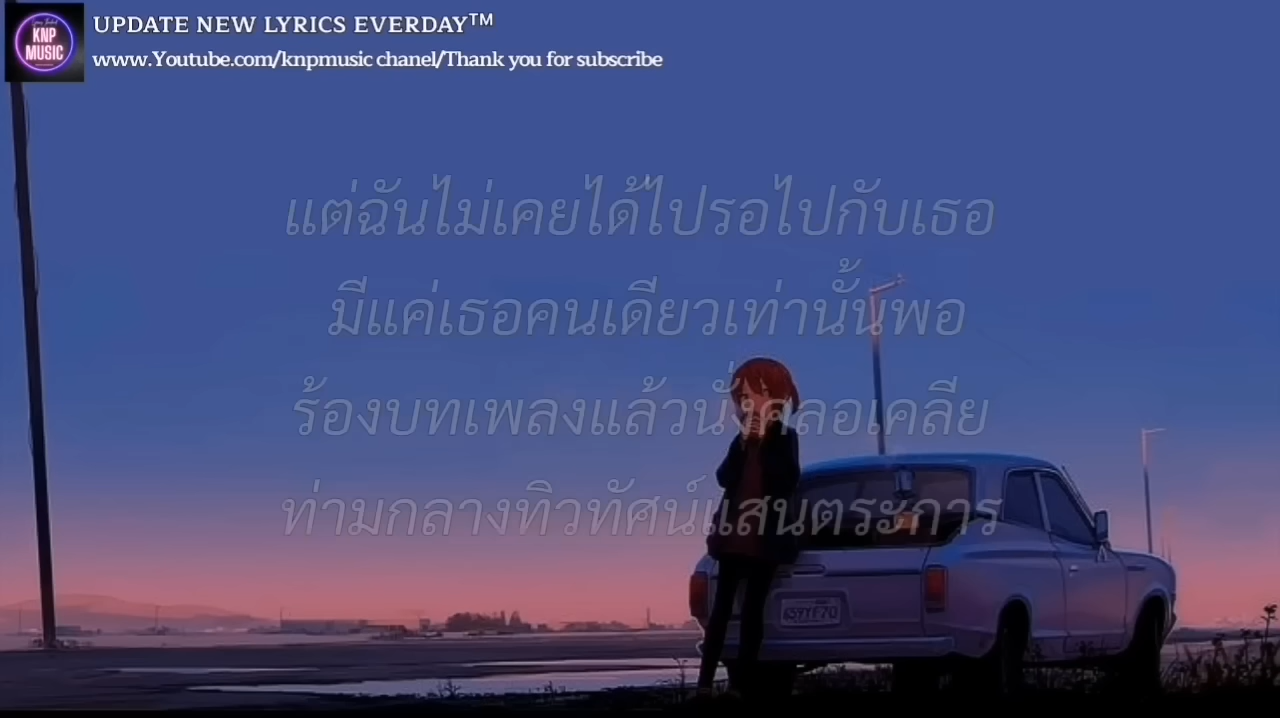 UPDATE NEW LYRICS EVERDAY™
www.Youtube.com/knpmusic chanel/Thank you for subscribe
KNP
MUSIC
แต่ฉันไม่เคยได้ไปรอไปกับเธอ
มีแค่เธอคนเดียวเท่านั้นพอ
ร้องบทเพลงแล้วนั่งคลอเคลีย
ท่ามกลางทิวทัศน์แสนตระการ